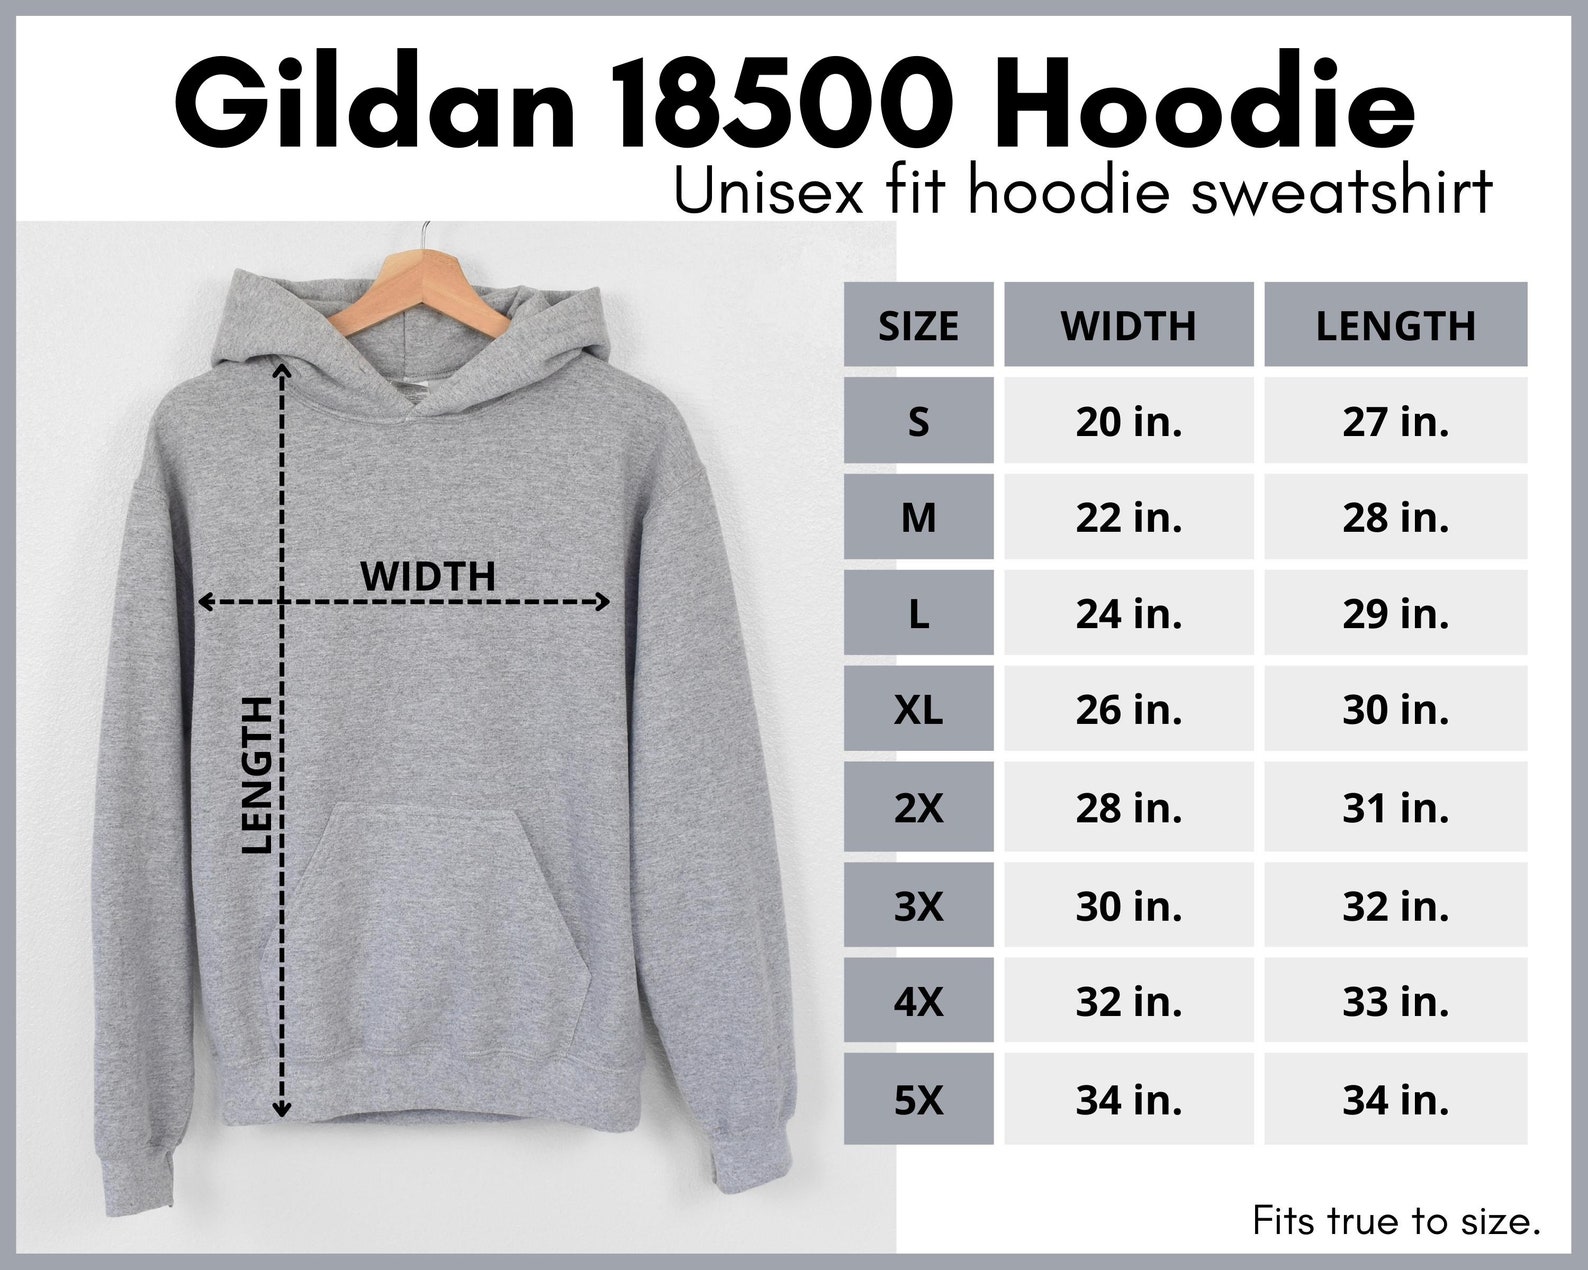 Gildan 18500 Hoodie
Unisex fit hoodie sweatshirt
WIDTH
LENGTH
SIZE WIDTH LENGTH
S 20 in. 27 in.
M 22 in. 28 in.
L 24 in. 29 in.
XL 26 in. 30 in.
2X 28 in. 31 in.
3X 30 in. 32 in.
4X 32 in. 33 in.
5X 34 in. 34 in.
Fits true to size.